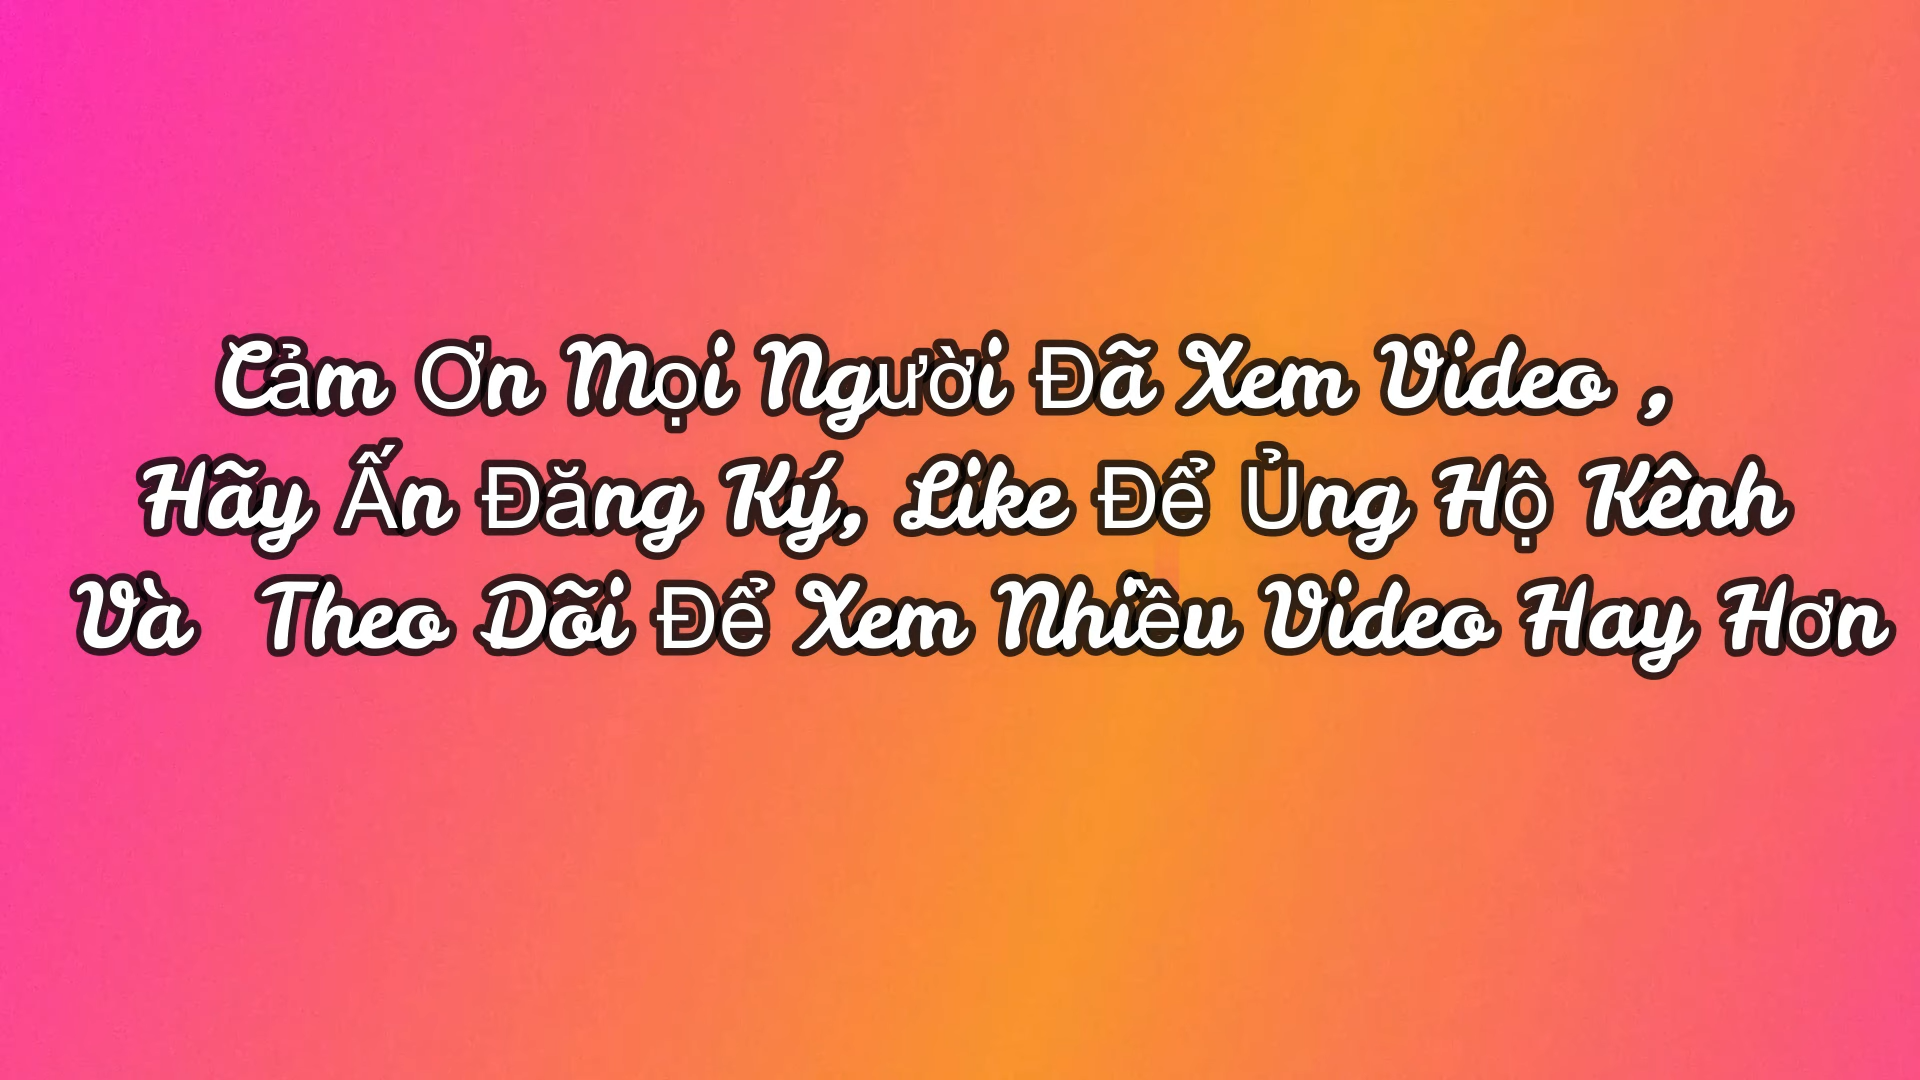 Cảm Ơn Mọi Người Đã Xem Video ,
Hãy Ấn Đăng Ký, Like Để Ủng Hộ Kênh
Và Theo Dõi Để Xem Nhiều Video Hay Hơn